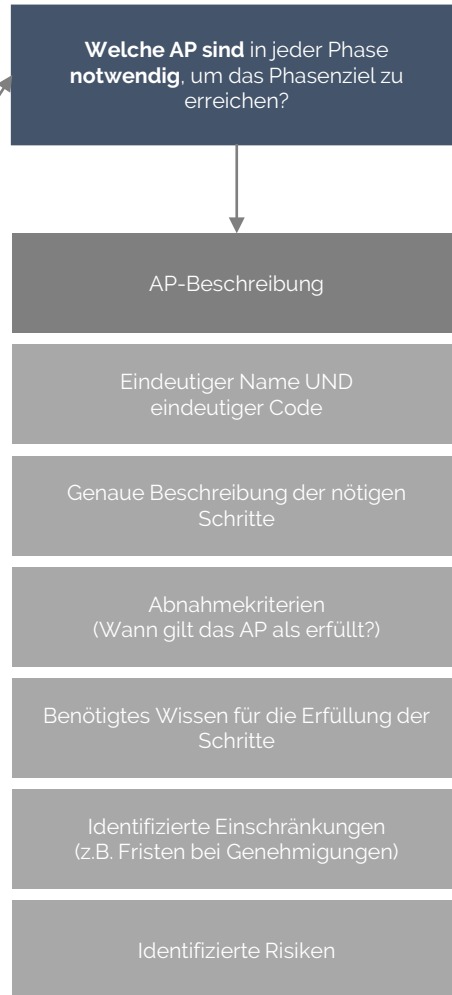 Welche AP sind in jeder Phase
notwendig, um das Phasenziel zu
erreichen?
AP-Beschreibung
Eindeutiger Name UND
eindeutiger Code
Genaue Beschreibung der nötigen
Schritte
Abnahmekriterien
(Wann gilt das AP als erfüllt?)
Benötigtes Wissen für die Erfüllung der
Schritte
Identifizierte Einschränkungen
(z.B. Fristen bei Genehmigungen)
Identifizierte Risiken